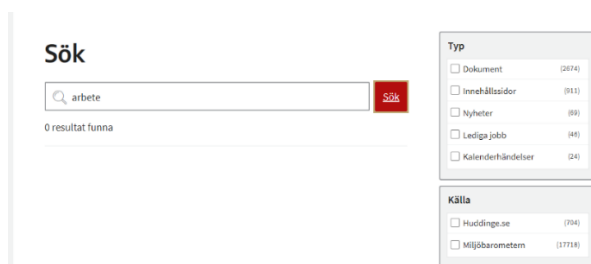 Sök
arbete
Sök
0 resultat funna
Typ
Dokument (2674)
Innehållssidor (911)
Nyheter (69)
Lediga jobb (46)
Kalenderhändelser (24)
Källa
Huddinge.se (704)
Miljöbarometern (17718)